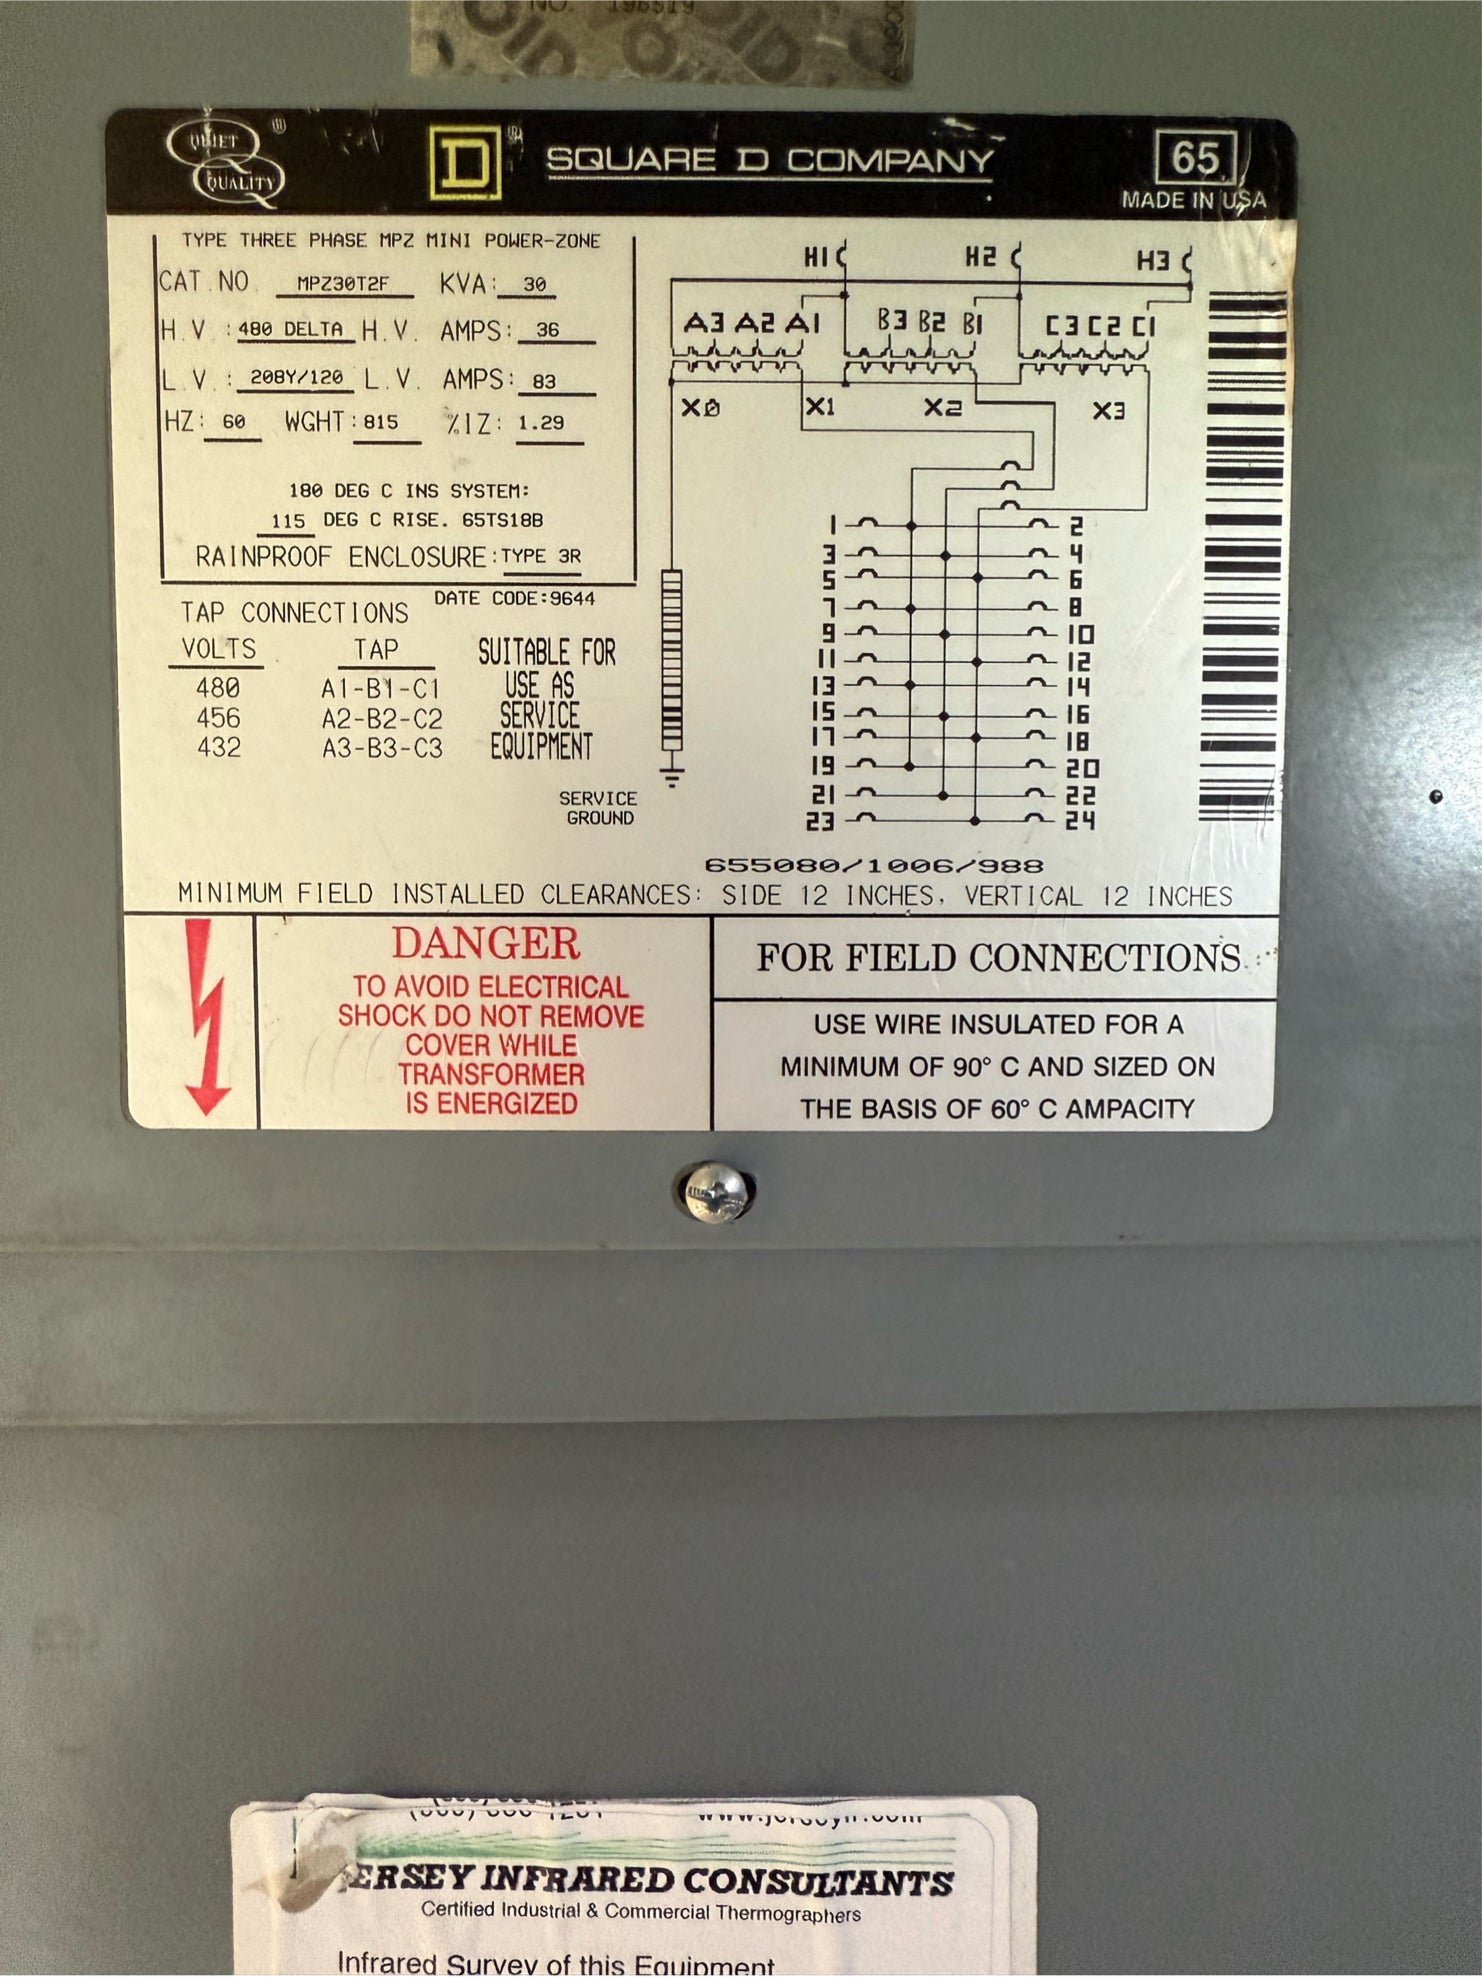 NO. 198519
VOID
QUIET QUALITY ®
D ® SQUARE D COMPANY
65
MADE IN USA
TYPE THREE PHASE MPZ MINI POWER-ZONE
CAT.NO. MPZ30T2F KVA: 30
H.V.: 480 DELTA H.V. AMPS: 36
L.V.: 208Y/120 L.V. AMPS: 83
HZ: 60 WGHT: 815 %IZ: 1.29
180 DEG C INS SYSTEM:
115 DEG C RISE. 65TS18B
RAINPROOF ENCLOSURE: TYPE 3R
DATE CODE:9644
TAP CONNECTIONS
VOLTS TAP
480 A1-B1-C1
456 A2-B2-C2
432 A3-B3-C3
SUITABLE FOR
USE AS
SERVICE
EQUIPMENT
SERVICE
GROUND
H1 H2 H3
A3 A2 A1 B3 B2 B1 C3 C2 C1
X0 X1 X2 X3
1 2
3 4
5 6
7 8
9 10
11 12
13 14
15 16
17 18
19 20
21 22
23 24
655080/1006/988
MINIMUM FIELD INSTALLED CLEARANCES: SIDE 12 INCHES, VERTICAL 12 INCHES
DANGER
TO AVOID ELECTRICAL
SHOCK DO NOT REMOVE
COVER WHILE
TRANSFORMER
IS ENERGIZED
FOR FIELD CONNECTIONS
USE WIRE INSULATED FOR A
MINIMUM OF 90° C AND SIZED ON
THE BASIS OF 60° C AMPACITY
JERSEY INFRARED CONSULTANTS
Certified Industrial & Commercial Thermographers
Infrared Survey of this Equipment